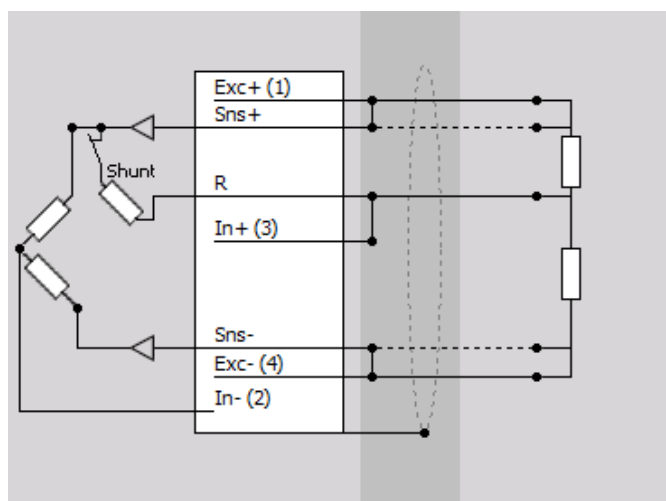 Exc+ (1)
Sns+
Shunt
R
In+ (3)
Sns-
Exc- (4)
In- (2)